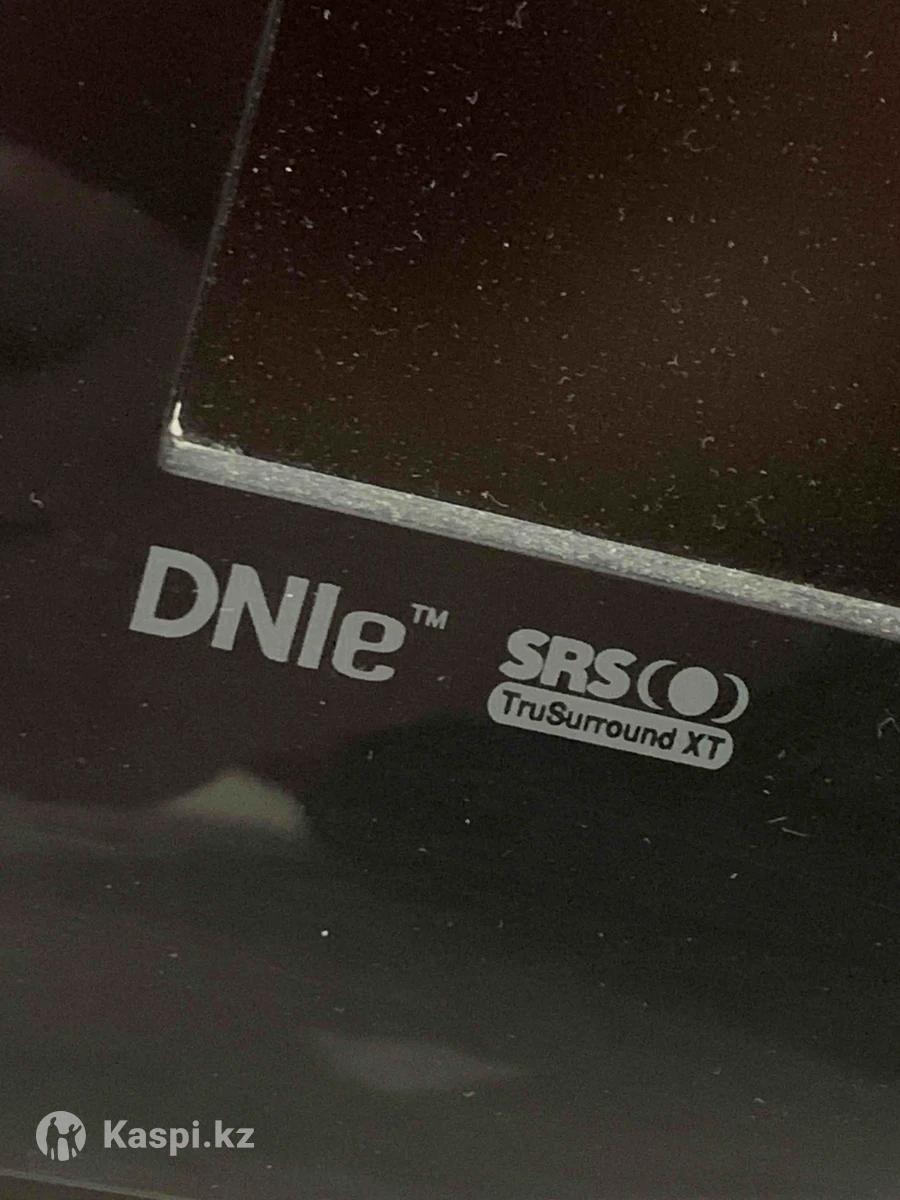 DNIe™
SRS
TruSurround XT
Kaspi.kz